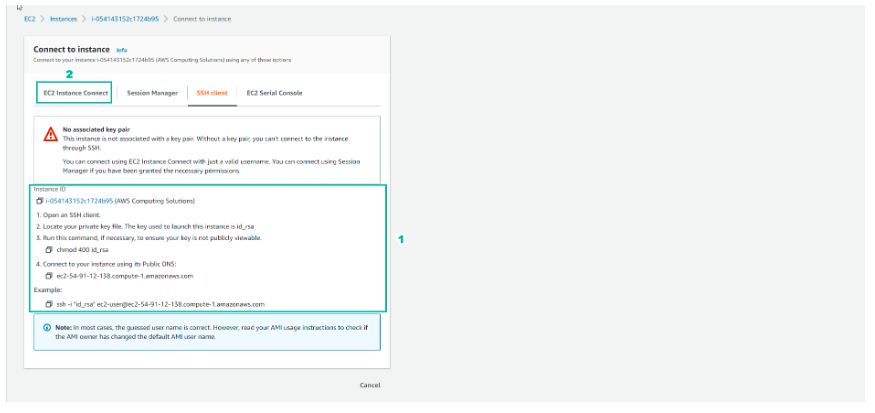 EC2 > Instances > i-054143152c1724b95 > Connect to instance
Connect to instance Info
Connect to your instance i-054143152c1724b95 (AWS Computing Solutions) using any of these options
2
EC2 Instance Connect Session Manager SSH client EC2 Serial Console
No associated key pair
This instance is not associated with a key pair. Without a key pair, you can't connect to the instance
through SSH.
You can connect using EC2 Instance Connect with just a valid username. You can connect using Session
Manager if you have been granted the necessary permissions.
Instance ID
i-054143152c1724b95 (AWS Computing Solutions)
1. Open an SSH client.
2. Locate your private key file. The key used to launch this instance is id_rsa
3. Run this command, if necessary, to ensure your key is not publicly viewable.
1
chmod 400 id_rsa
4. Connect to your instance using its Public DNS:
ec2-54-91-12-138.compute-1.amazonaws.com
Example:
ssh -i "id_rsa" ec2-user@ec2-54-91-12-138.compute-1.amazonaws.com
Note: In most cases, the guessed user name is correct. However, read your AMI usage instructions to check if
the AMI owner has changed the default AMI user name.
Cancel